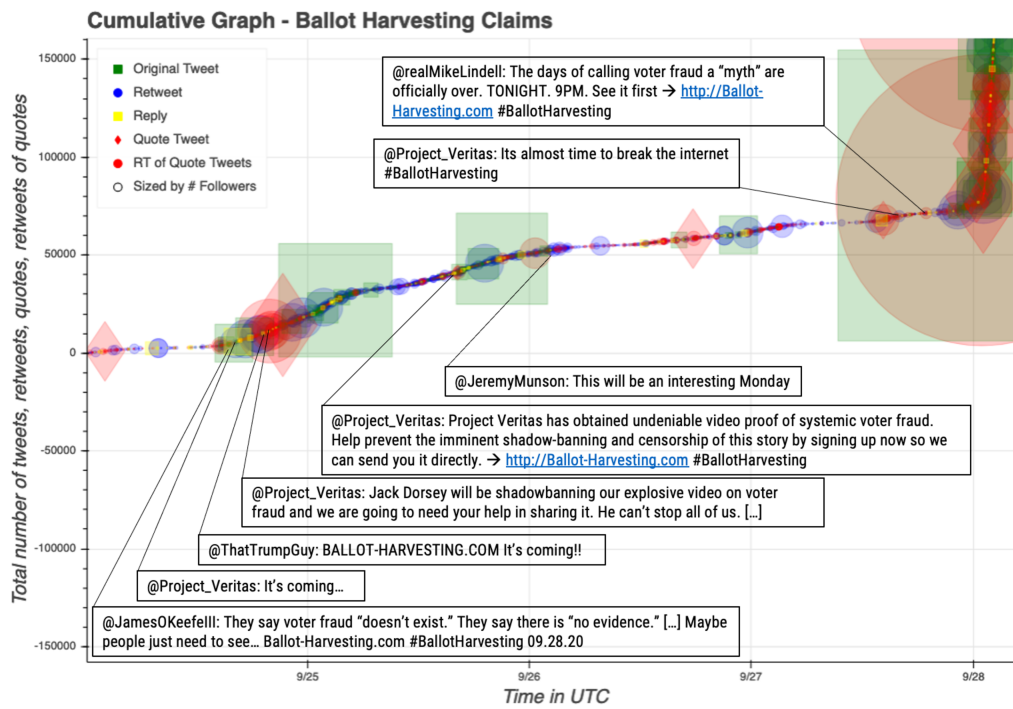 Cumulative Graph - Ballot Harvesting Claims
Total number of tweets, retweets, quotes, retweets of quotes
150000
100000
50000
0
-50000
-100000
-150000
Original Tweet
Retweet
Reply
Quote Tweet
RT of Quote Tweets
Sized by # Followers
@realMikeLindell: The days of calling voter fraud a “myth” are
officially over. TONIGHT. 9PM. See it first → http://Ballot-
Harvesting.com #BallotHarvesting
@Project_Veritas: Its almost time to break the internet
#BallotHarvesting
@JeremyMunson: This will be an interesting Monday
@Project_Veritas: Project Veritas has obtained undeniable video proof of systemic voter fraud.
Help prevent the imminent shadow-banning and censorship of this story by signing up now so we
can send you it directly. → http://Ballot-Harvesting.com #BallotHarvesting
@Project_Veritas: Jack Dorsey will be shadowbanning our explosive video on voter
fraud and we are going to need your help in sharing it. He can’t stop all of us. […]
@ThatTrumpGuy: BALLOT-HARVESTING.COM It’s coming!!
@Project_Veritas: It’s coming…
@JamesOKeefeIII: They say voter fraud “doesn’t exist.” They say there is “no evidence.” […] Maybe
people just need to see… Ballot-Harvesting.com #BallotHarvesting 09.28.20
9/25
9/26
9/27
9/28
Time in UTC